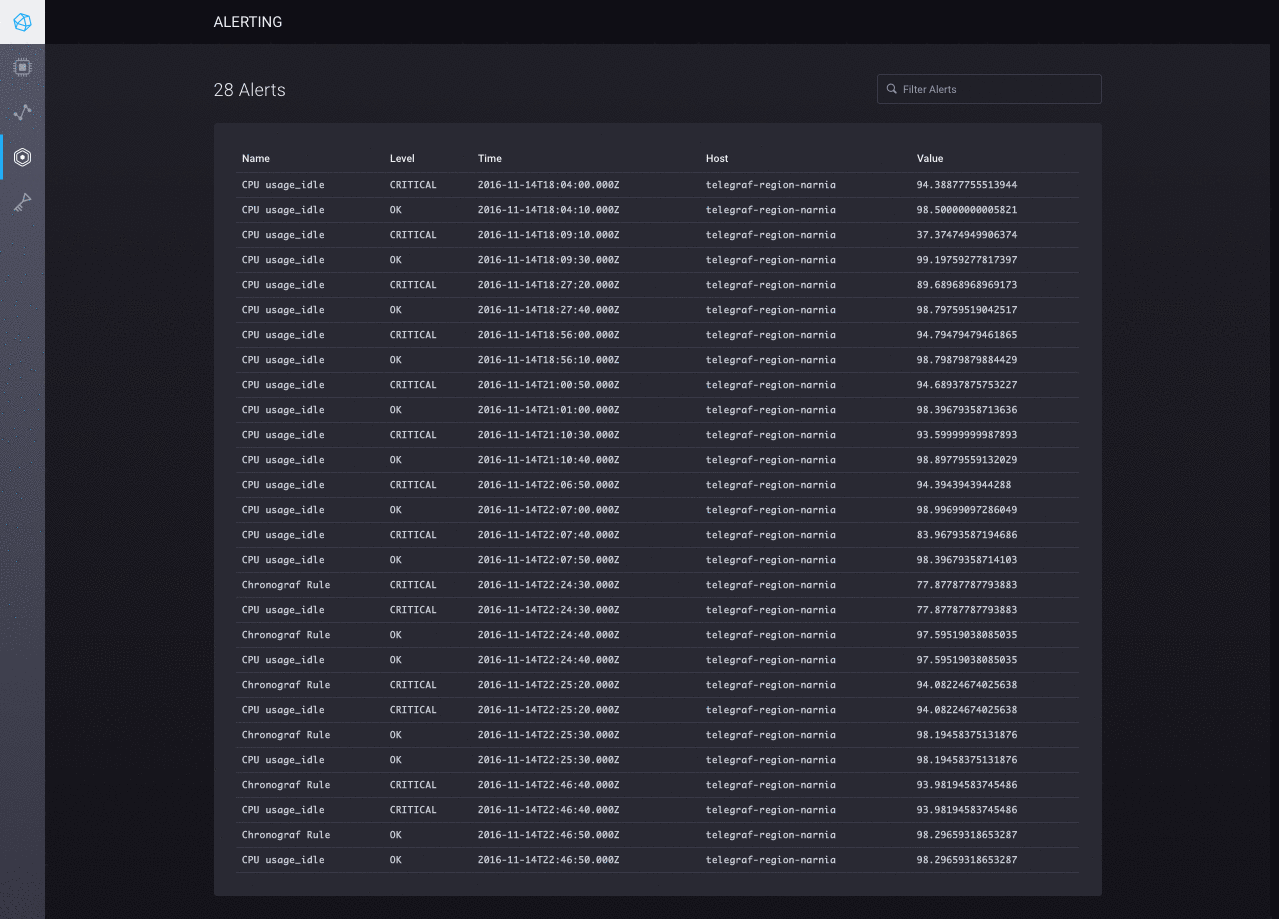 ALERTING
28 Alerts
Filter Alerts
Name Level Time Host Value
CPU usage_idle CRITICAL 2016-11-14T18:04:00.000Z telegraf-region-narnia 94.38877755513944
CPU usage_idle OK 2016-11-14T18:04:10.000Z telegraf-region-narnia 98.50000000005821
CPU usage_idle CRITICAL 2016-11-14T18:09:10.000Z telegraf-region-narnia 37.37474949906374
CPU usage_idle OK 2016-11-14T18:09:30.000Z telegraf-region-narnia 99.19759277817397
CPU usage_idle CRITICAL 2016-11-14T18:27:20.000Z telegraf-region-narnia 89.68968968969173
CPU usage_idle OK 2016-11-14T18:27:40.000Z telegraf-region-narnia 98.79759519042517
CPU usage_idle CRITICAL 2016-11-14T18:56:00.000Z telegraf-region-narnia 94.79479479461865
CPU usage_idle OK 2016-11-14T18:56:10.000Z telegraf-region-narnia 98.79879879884429
CPU usage_idle CRITICAL 2016-11-14T21:00:50.000Z telegraf-region-narnia 94.68937875753227
CPU usage_idle OK 2016-11-14T21:01:00.000Z telegraf-region-narnia 98.39679358713636
CPU usage_idle CRITICAL 2016-11-14T21:10:30.000Z telegraf-region-narnia 93.59999999987893
CPU usage_idle OK 2016-11-14T21:10:40.000Z telegraf-region-narnia 98.89779559132029
CPU usage_idle CRITICAL 2016-11-14T22:06:50.000Z telegraf-region-narnia 94.3943943944288
CPU usage_idle OK 2016-11-14T22:07:00.000Z telegraf-region-narnia 98.99699097286049
CPU usage_idle CRITICAL 2016-11-14T22:07:40.000Z telegraf-region-narnia 83.96793587194686
CPU usage_idle OK 2016-11-14T22:07:50.000Z telegraf-region-narnia 98.39679358714103
Chronograf Rule CRITICAL 2016-11-14T22:24:30.000Z telegraf-region-narnia 77.87787787793883
CPU usage_idle CRITICAL 2016-11-14T22:24:30.000Z telegraf-region-narnia 77.87787787793883
Chronograf Rule OK 2016-11-14T22:24:40.000Z telegraf-region-narnia 97.59519038085035
CPU usage_idle OK 2016-11-14T22:24:40.000Z telegraf-region-narnia 97.59519038085035
Chronograf Rule CRITICAL 2016-11-14T22:25:20.000Z telegraf-region-narnia 94.08224674025638
CPU usage_idle CRITICAL 2016-11-14T22:25:20.000Z telegraf-region-narnia 94.08224674025638
Chronograf Rule OK 2016-11-14T22:25:30.000Z telegraf-region-narnia 98.19458375131876
CPU usage_idle OK 2016-11-14T22:25:30.000Z telegraf-region-narnia 98.19458375131876
Chronograf Rule CRITICAL 2016-11-14T22:46:40.000Z telegraf-region-narnia 93.98194583745486
CPU usage_idle CRITICAL 2016-11-14T22:46:40.000Z telegraf-region-narnia 93.98194583745486
Chronograf Rule OK 2016-11-14T22:46:50.000Z telegraf-region-narnia 98.29659318653287
CPU usage_idle OK 2016-11-14T22:46:50.000Z telegraf-region-narnia 98.29659318653287